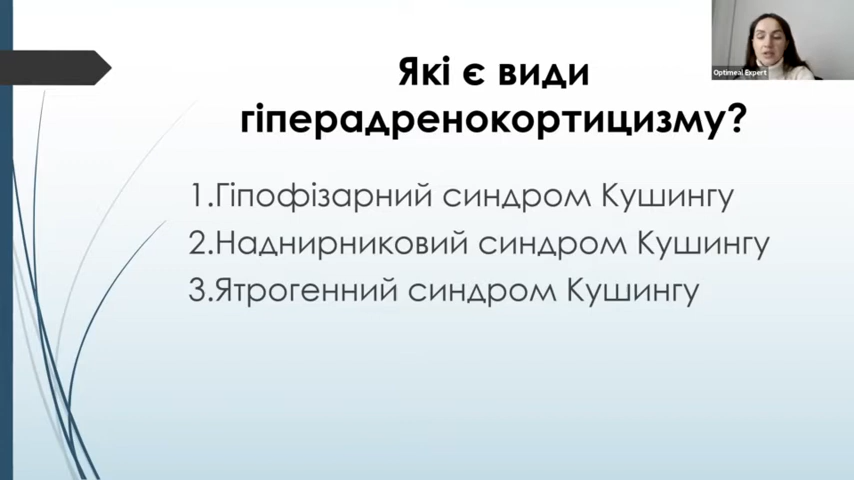 Які є види
гіперадренокортицизму?
Optimeal Expert
1.Гіпофізарний синдром Кушингу
2.Наднирниковий синдром Кушингу
3.Ятрогенний синдром Кушингу